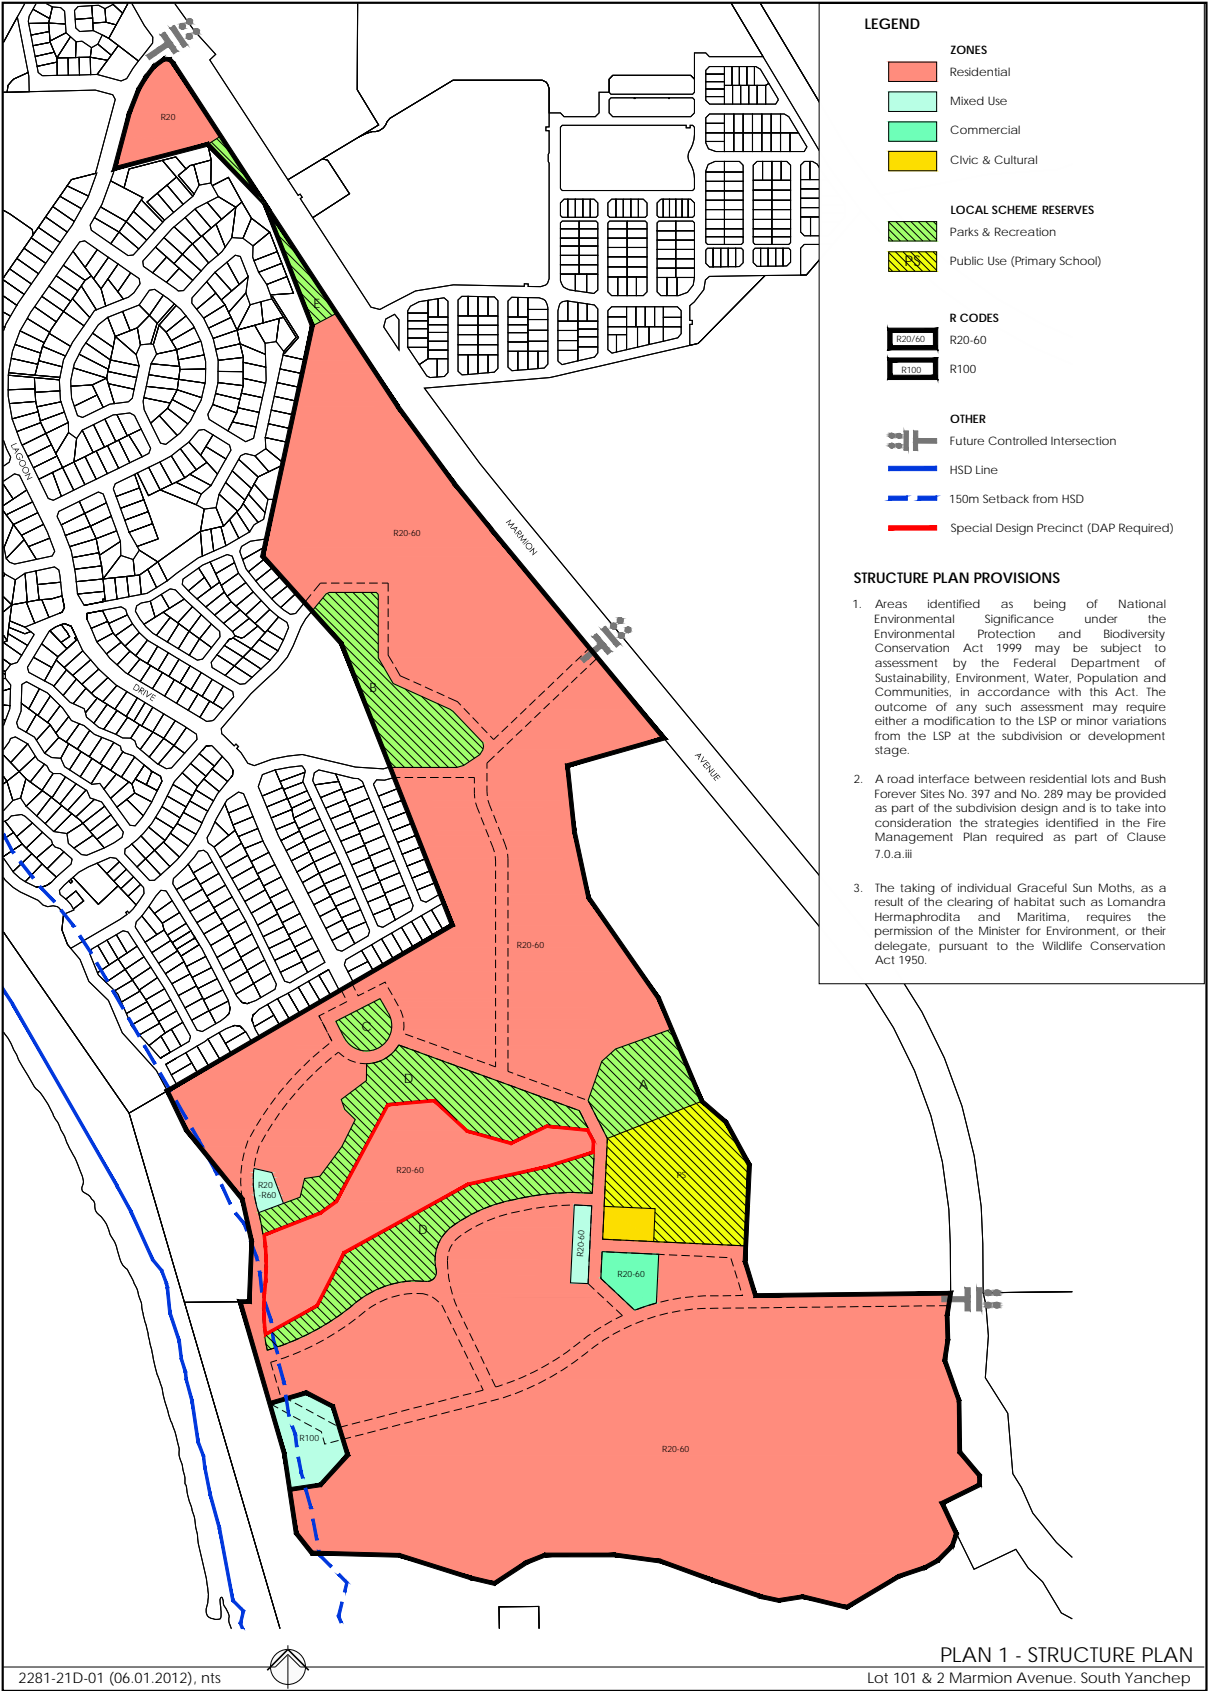 LEGEND
ZONES
Residential
Mixed Use
Commercial
Civic & Cultural
LOCAL SCHEME RESERVES
Parks & Recreation
PS
Public Use (Primary School)
R CODES
R20/60
R20-60
R100
R100
OTHER
Future Controlled Intersection
HSD Line
150m Setback from HSD
Special Design Precinct (DAP Required)
STRUCTURE PLAN PROVISIONS
1. Areas identified as being of National
Environmental Significance under the
Environmental Protection and Biodiversity
Conservation Act 1999 may be subject to
assessment by the Federal Department of
Sustainability, Environment, Water, Population and
Communities, in accordance with this Act. The
outcome of any such assessment may require
either a modification to the LSP or minor variations
from the LSP at the subdivision or development
stage.
2. A road interface between residential lots and Bush
Forever Sites No. 397 and No. 289 may be provided
as part of the subdivision design and is to take into
consideration the strategies identified in the Fire
Management Plan required as part of Clause
7.0.a.iii
3. The taking of individual Graceful Sun Moths, as a
result of the clearing of habitat such as Lomandra
Hermaphrodita and Maritima, requires the
permission of the Minister for Environment, or their
delegate, pursuant to the Wildlife Conservation
Act 1950.
R20
E
LAGOON
R20-60
MARMION
B
DRIVE
AVENUE
R20-60
C
D
A
R20-60
PS
R20
-R60
D
R20-60
R20-60
R100
R20-60
PLAN 1 - STRUCTURE PLAN
2281-21D-01 (06.01.2012), nts
Lot 101 & 2 Marmion Avenue. South Yanchep